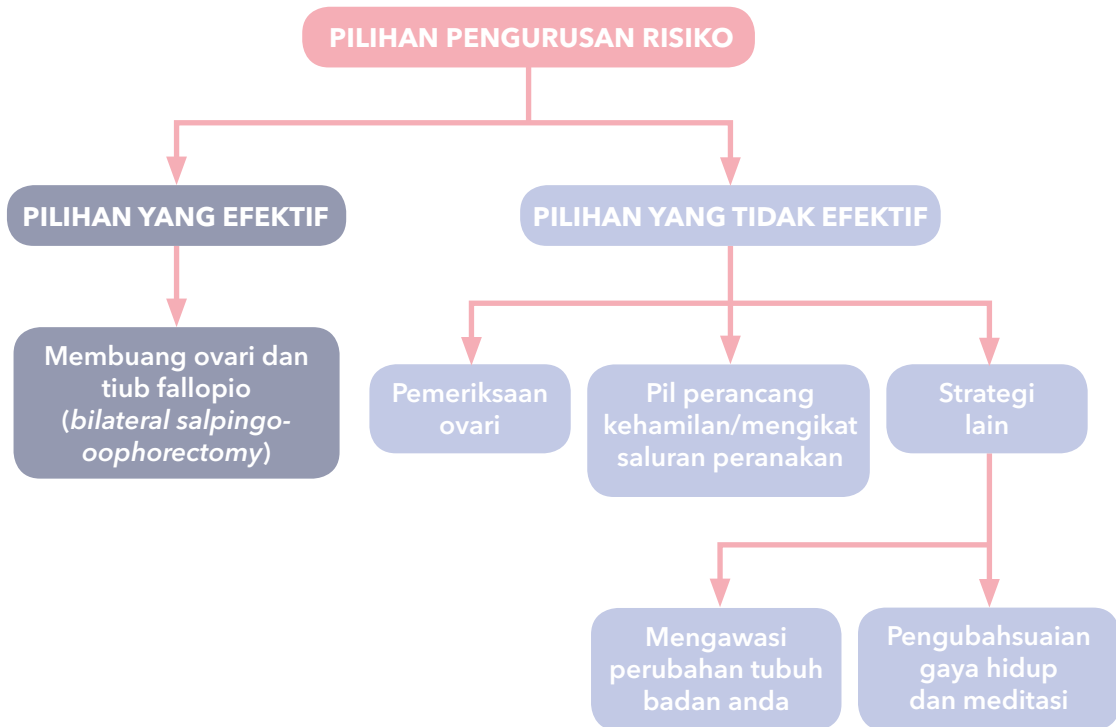 PILIHAN PENGURUSAN RISIKO
PILIHAN YANG EFEKTIF
PILIHAN YANG TIDAK EFEKTIF
Membuang ovari dan
tiub fallopio
(bilateral salpingo-
oophorectomy)
Pemeriksaan
ovari
Pil perancang
kehamilan/mengikat
saluran peranakan
Strategi
lain
Mengawasi
perubahan tubuh
badan anda
Pengubahsuaian
gaya hidup
dan meditasi